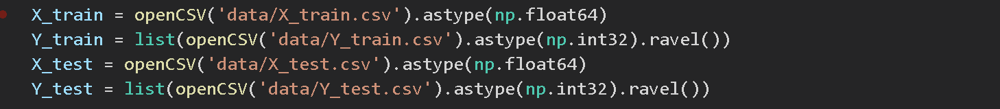 X_train = openCSV('data/X_train.csv').astype(np.float64)
Y_train = list(openCSV('data/Y_train.csv').astype(np.int32).ravel())
X_test = openCSV('data/X_test.csv').astype(np.float64)
Y_test = list(openCSV('data/Y_test.csv').astype(np.int32).ravel())